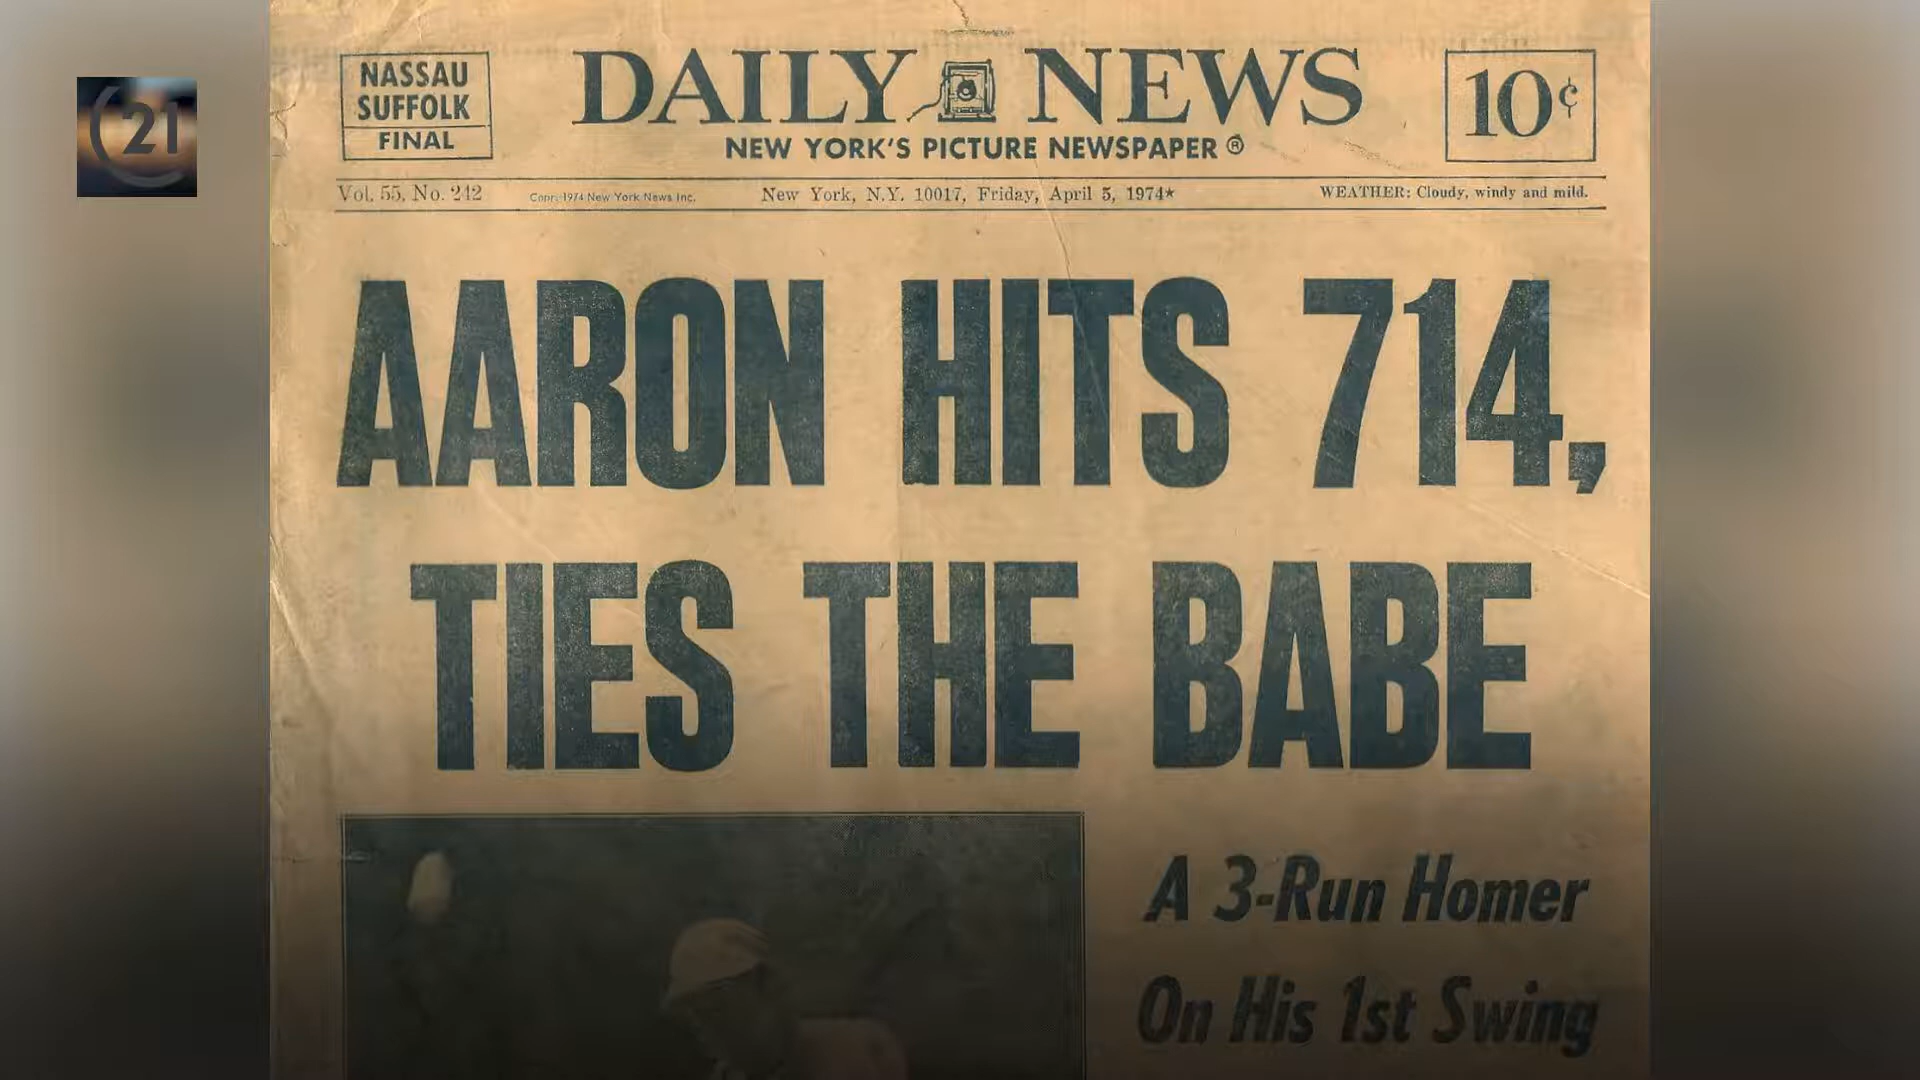 21
NASSAU
SUFFOLK
FINAL
DAILY NEWS
NEW YORK'S PICTURE NEWSPAPER ®
10¢
Vol. 55, No. 242
Copr. 1974 New York News Inc.
New York, N.Y. 10017, Friday, April 5, 1974★
WEATHER: Cloudy, windy and mild.
AARON HITS 714,
TIES THE BABE
A 3-Run Homer
On His 1st Swing